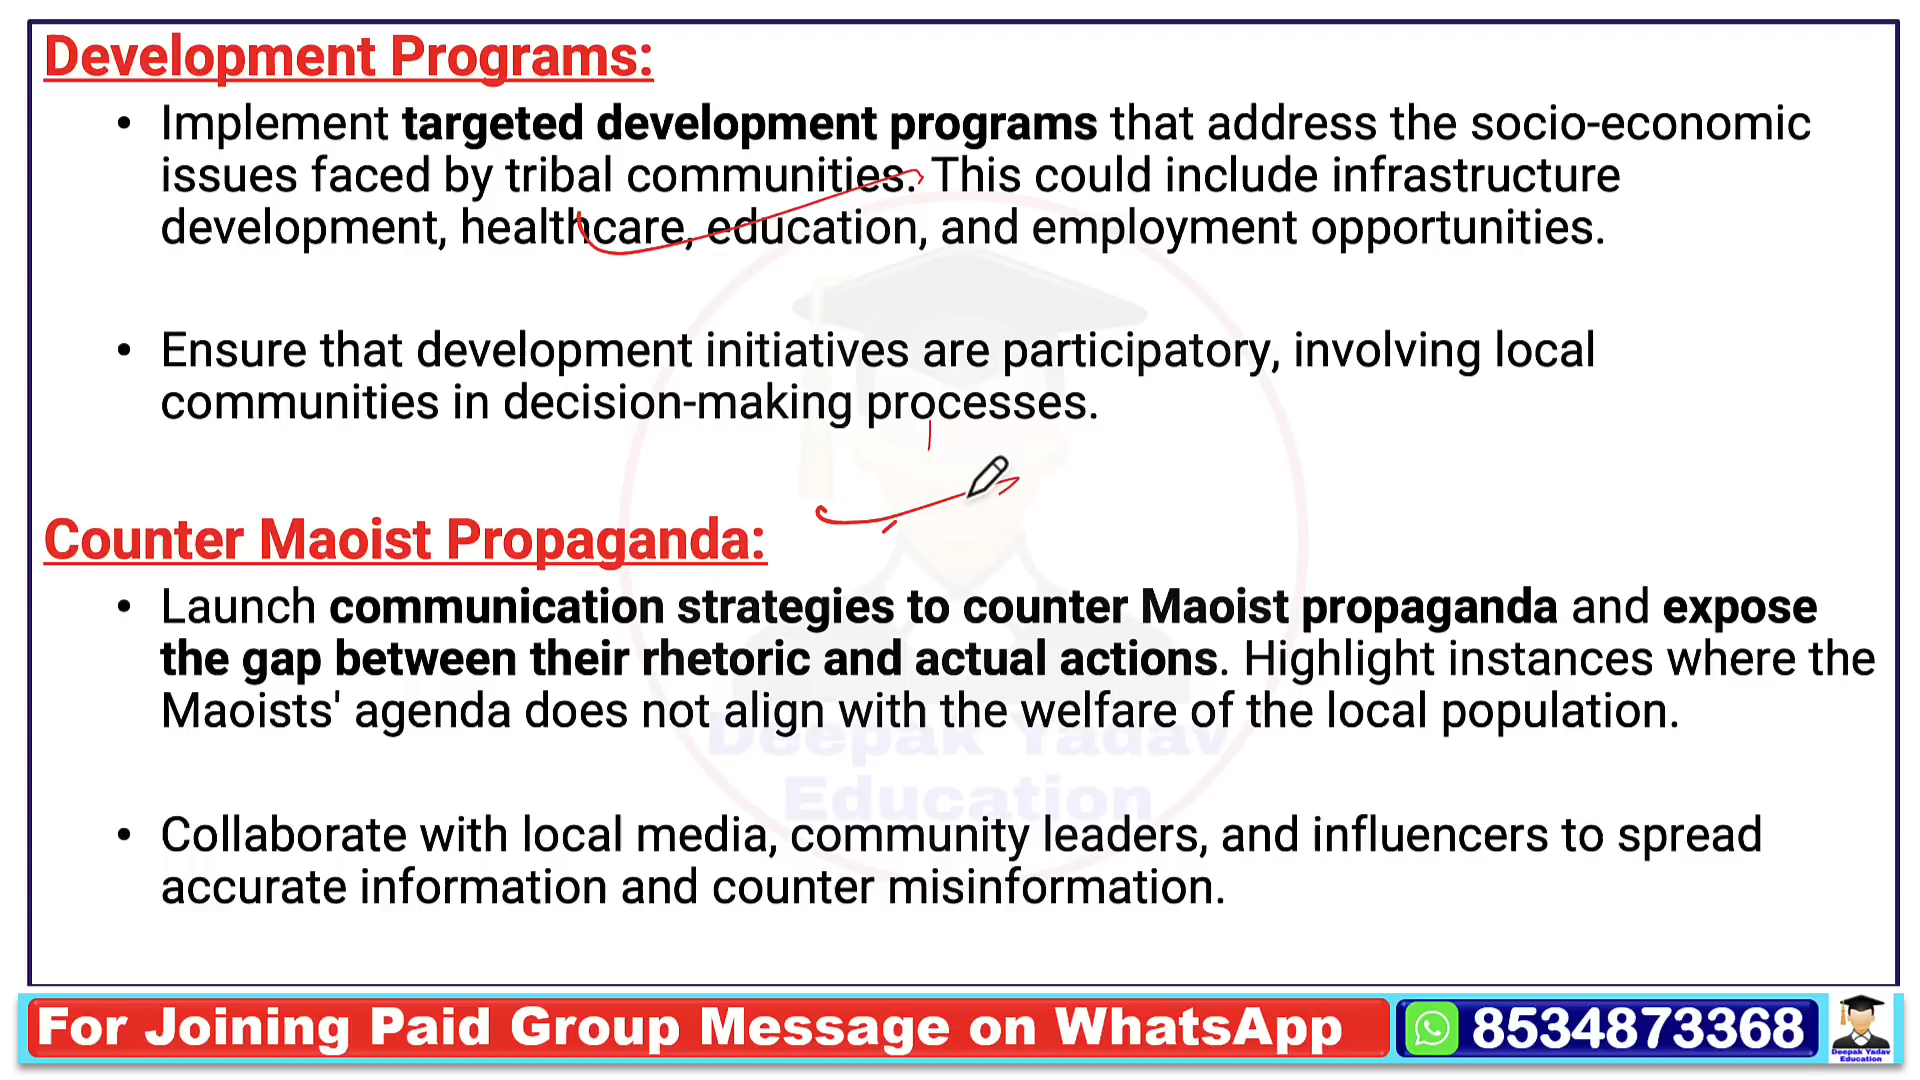 Development Programs:
• Implement targeted development programs that address the socio-economic
issues faced by tribal communities. This could include infrastructure
development, healthcare, education, and employment opportunities.
• Ensure that development initiatives are participatory, involving local
communities in decision-making processes.
Counter Maoist Propaganda:
• Launch communication strategies to counter Maoist propaganda and expose
the gap between their rhetoric and actual actions. Highlight instances where the
Maoists' agenda does not align with the welfare of the local population.
Deepak Yadav
Education
• Collaborate with local media, community leaders, and influencers to spread
accurate information and counter misinformation.
For Joining Paid Group Message on WhatsApp
8534873368
Deepak Yadav
Education